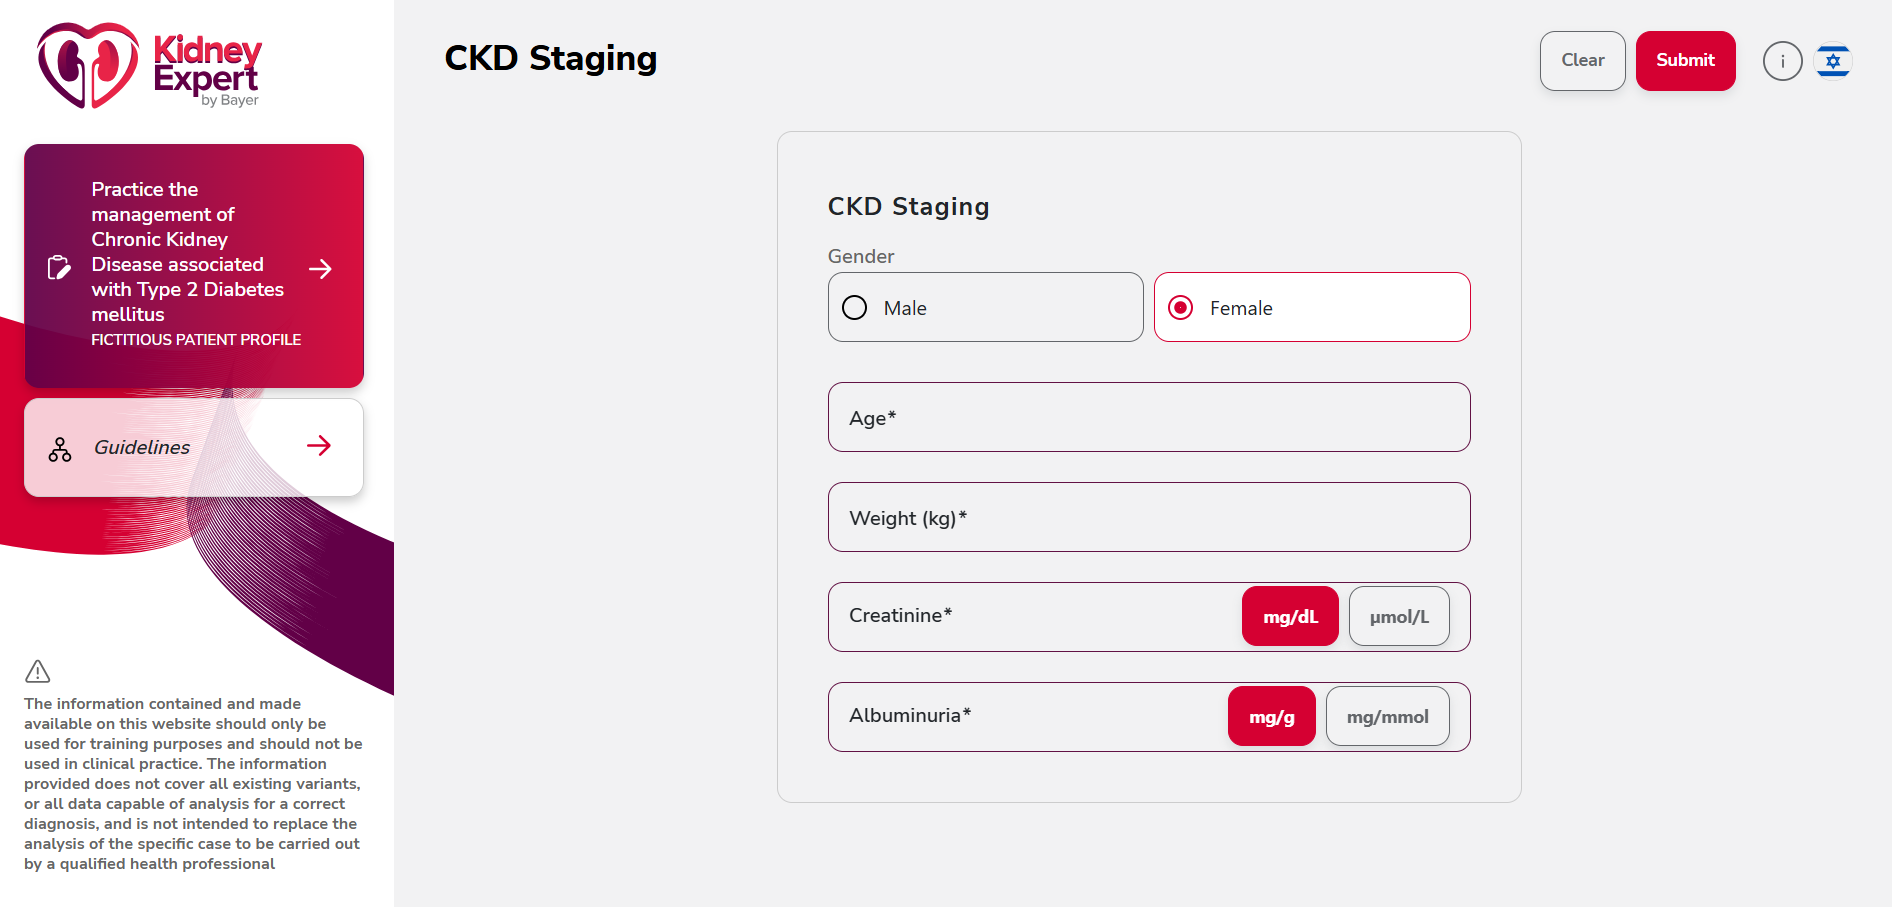 Kidney
Expert
by Bayer
Practice the
management of
Chronic Kidney
Disease associated
with Type 2 Diabetes
mellitus
FICTITIOUS PATIENT PROFILE
Guidelines
The information contained and made
available on this website should only be
used for training purposes and should not be
used in clinical practice. The information
provided does not cover all existing variants,
or all data capable of analysis for a correct
diagnosis, and is not intended to replace the
analysis of the specific case to be carried out
by a qualified health professional
CKD Staging
Clear
Submit
i
CKD Staging
Gender
Male
Female
Age*
Weight (kg)*
Creatinine*
mg/dL
µmol/L
Albuminuria*
mg/g
mg/mmol